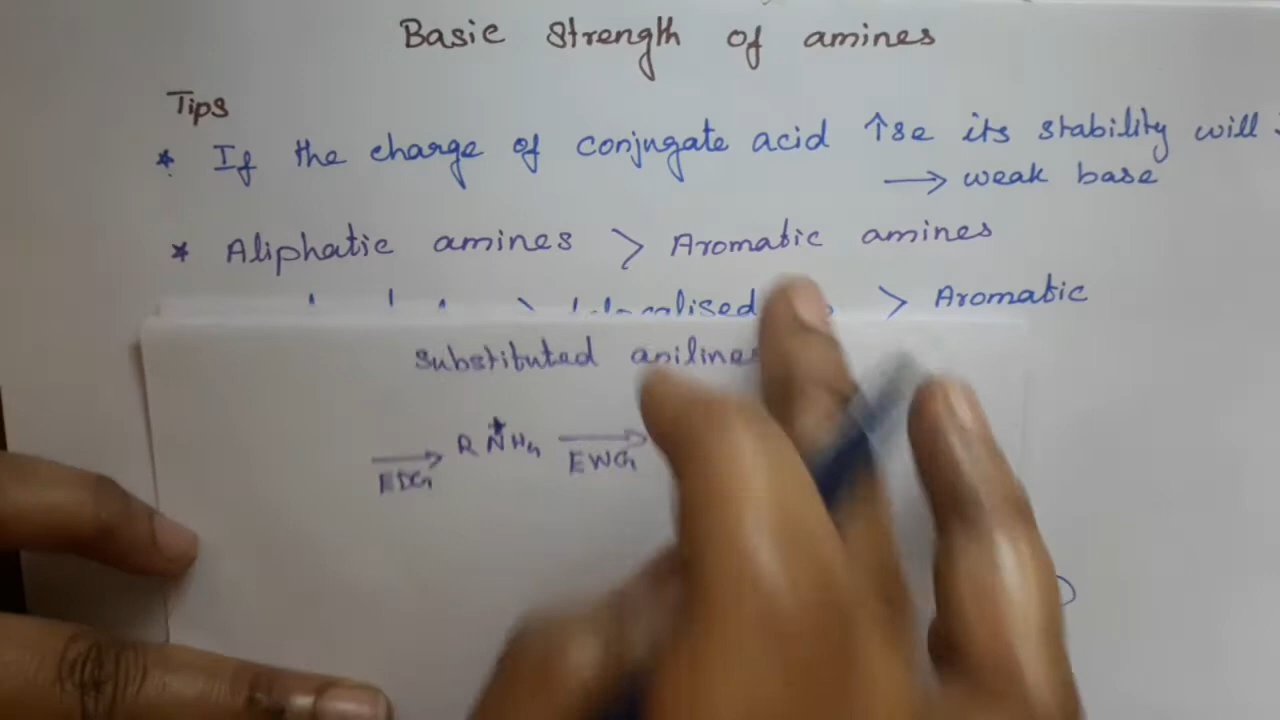 Basic strength of amines
Tips
* If the charge of conjugate acid ↑se its stability will
→ weak base
* Aliphatic amines > Aromatic amines
> Aromatic
substituted anilines
R N⁺H₃
EDG EWG